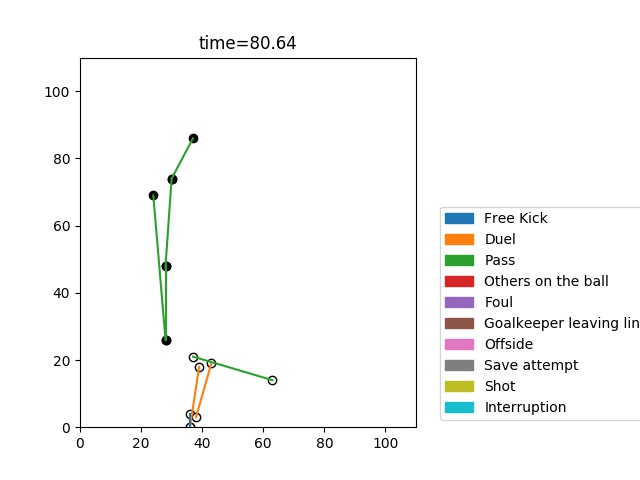 time=80.64
100
80
60
40
20
0
0 20 40 60 80 100
Free Kick
Duel
Pass
Others on the ball
Foul
Goalkeeper leaving lin
Offside
Save attempt
Shot
Interruption